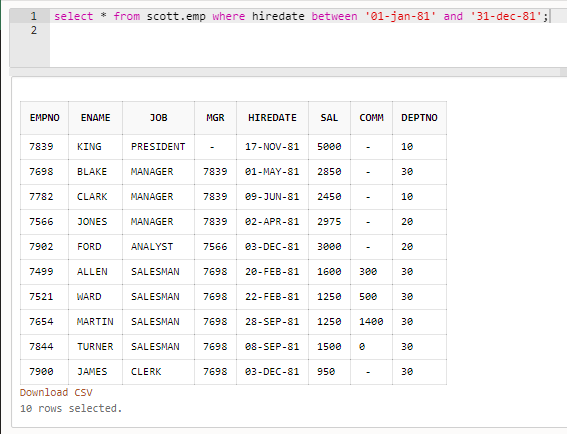 1 select * from scott.emp where hiredate between '01-jan-81' and '31-dec-81';
2
EMPNO ENAME JOB MGR HIREDATE SAL COMM DEPTNO
7839 KING PRESIDENT - 17-NOV-81 5000 - 10
7698 BLAKE MANAGER 7839 01-MAY-81 2850 - 30
7782 CLARK MANAGER 7839 09-JUN-81 2450 - 10
7566 JONES MANAGER 7839 02-APR-81 2975 - 20
7902 FORD ANALYST 7566 03-DEC-81 3000 - 20
7499 ALLEN SALESMAN 7698 20-FEB-81 1600 300 30
7521 WARD SALESMAN 7698 22-FEB-81 1250 500 30
7654 MARTIN SALESMAN 7698 28-SEP-81 1250 1400 30
7844 TURNER SALESMAN 7698 08-SEP-81 1500 0 30
7900 JAMES CLERK 7698 03-DEC-81 950 - 30
Download CSV
10 rows selected.